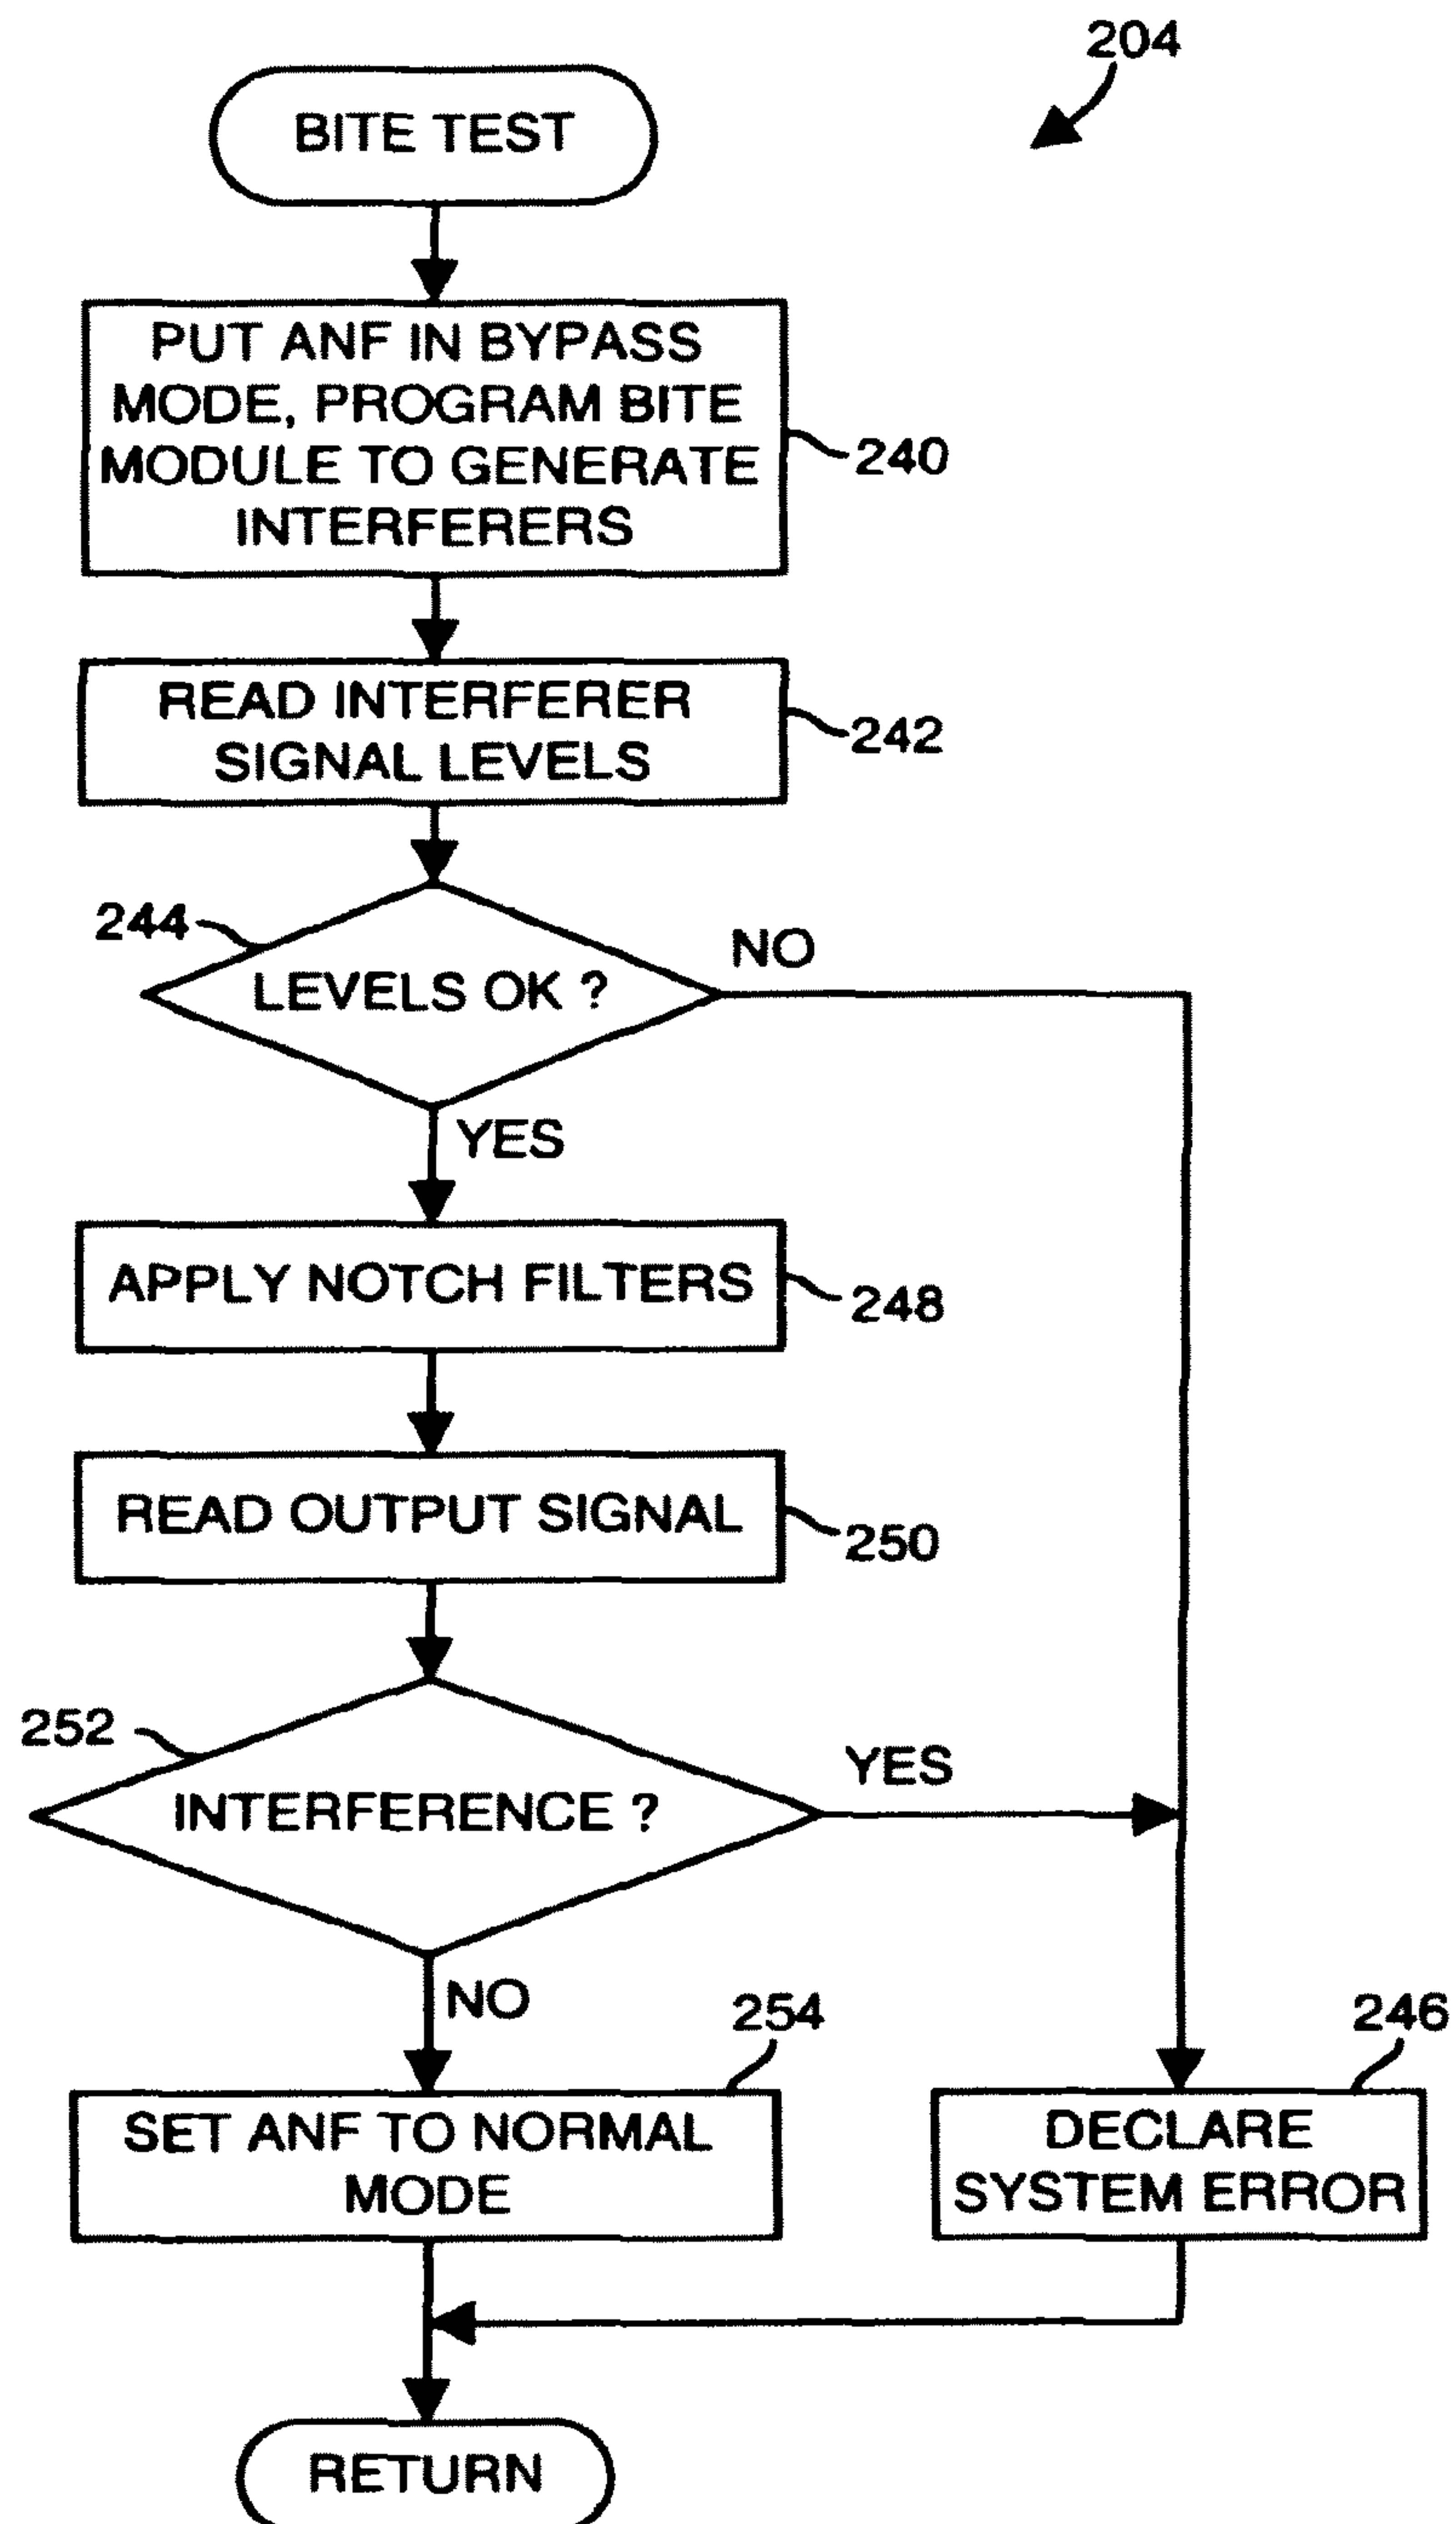 204
BITE TEST
PUT ANF IN BYPASS
MODE, PROGRAM BITE
MODULE TO GENERATE
INTERFERERS
240
READ INTERFERER
SIGNAL LEVELS
242
244
LEVELS OK ?
NO
YES
APPLY NOTCH FILTERS
248
READ OUTPUT SIGNAL
250
252
INTERFERENCE ?
YES
NO
254
246
SET ANF TO NORMAL
MODE
DECLARE
SYSTEM ERROR
RETURN